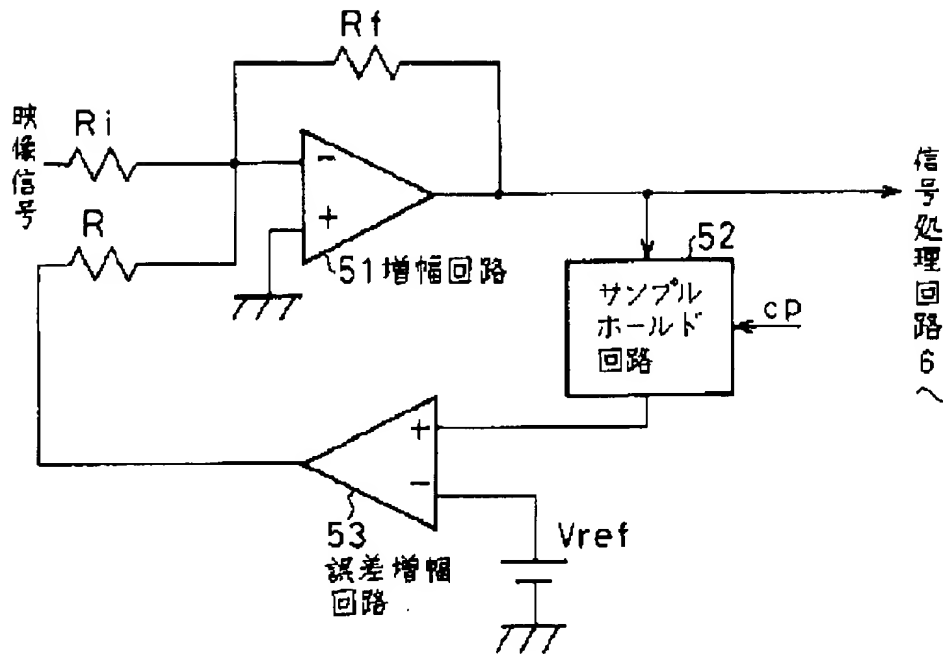 Rf
映像信号
Ri
R
51増幅回路
52
サンプル
ホールド
回路
cp
信号処理回路6へ
53
誤差増幅
回路
Vref